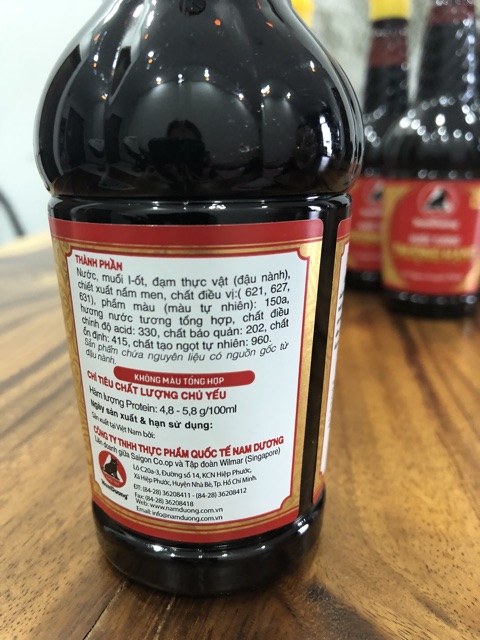 THÀNH PHẦN
Nước, muối I-ốt, đạm thực vật (đậu nành),
chiết xuất nấm men, chất điều vị:( 621, 627,
631), phẩm màu (màu tự nhiên): 150a,
hương nước tương tổng hợp, chất điều
chỉnh độ acid: 330, chất bảo quản: 202, chất
ổn định: 415, chất tạo ngọt tự nhiên: 960.
Sản phẩm chứa nguyên liệu có nguồn gốc từ
đậu nành.
KHÔNG MÀU TỔNG HỢP
CHỈ TIÊU CHẤT LƯỢNG CHỦ YẾU
Hàm lượng Protein: 4,8 - 5,8 g/100ml
Ngày sản xuất & hạn sử dụng:
Sản xuất tại Việt Nam bởi:
CÔNG TY TNHH THỰC PHẨM QUỐC TẾ NAM DƯƠNG
Liên doanh giữa Saigon Co.op và Tập đoàn Wilmar (Singapore)
Lô C20a-3, Đường số 14, KCN Hiệp Phước,
Xã Hiệp Phước, Huyện Nhà Bè, Tp. Hồ Chí Minh.
ĐT: (84-28) 36208411 - (84-28) 36208412
Fax: (84-28) 36208418
Web: www.namduong.com.vn
Email: info@namduong.com.vn
NamDuong